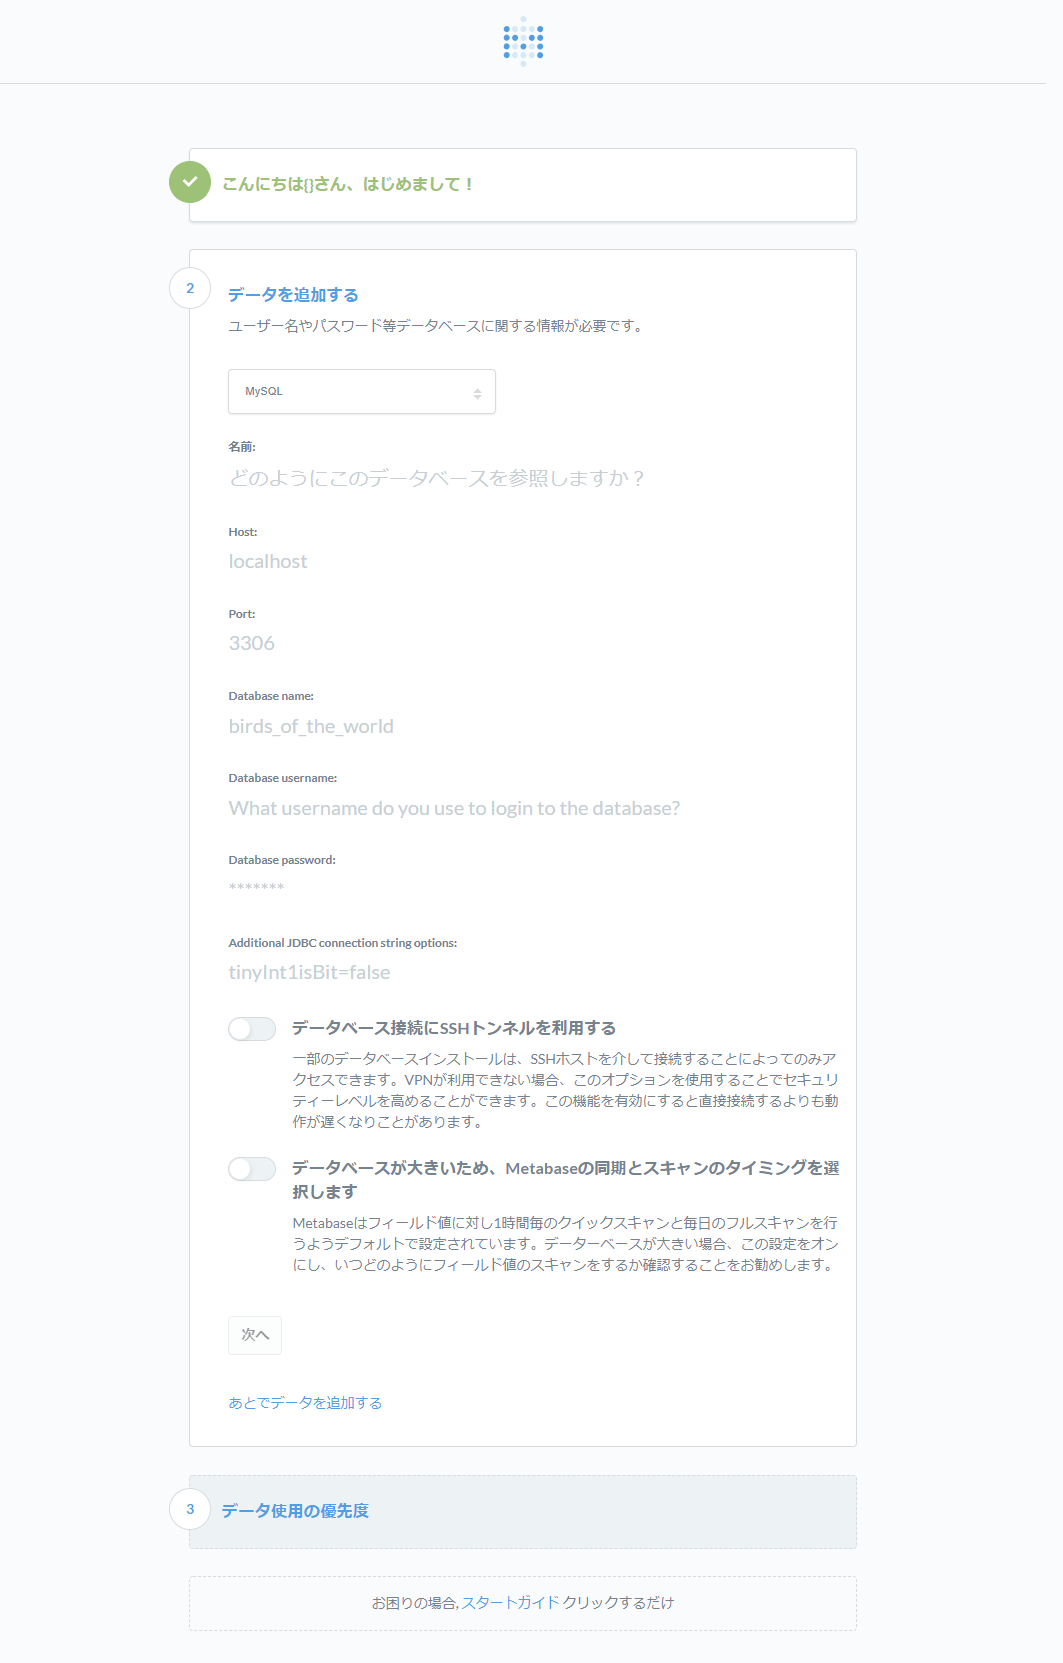 こんにちは{}さん、はじめまして！
2
データを追加する
ユーザー名やパスワード等データベースに関する情報が必要です。
MySQL
名前:
どのようにこのデータベースを参照しますか？
Host:
localhost
Port:
3306
Database name:
birds_of_the_world
Database username:
What username do you use to login to the database?
Database password:
*******
Additional JDBC connection string options:
tinyInt1isBit=false
データベース接続にSSHトンネルを利用する
一部のデータベースインストールは、SSHホストを介して接続することによってのみア
クセスできます。VPNが利用できない場合、このオプションを使用することでセキュリ
ティーレベルを高めることができます。この機能を有効にすると直接接続するよりも動
作が遅くなりことがあります。
データベースが大きいため、Metabaseの同期とスキャンのタイミングを選
択します
Metabaseはフィールド値に対し1時間毎のクイックスキャンと毎日のフルスキャンを行
うようデフォルトで設定されています。データーベースが大きい場合、この設定をオン
にし、いつどのようにフィールド値のスキャンをするか確認することをお勧めします。
次へ
あとでデータを追加する
3
データ使用の優先度
お困りの場合, スタートガイド クリックするだけ